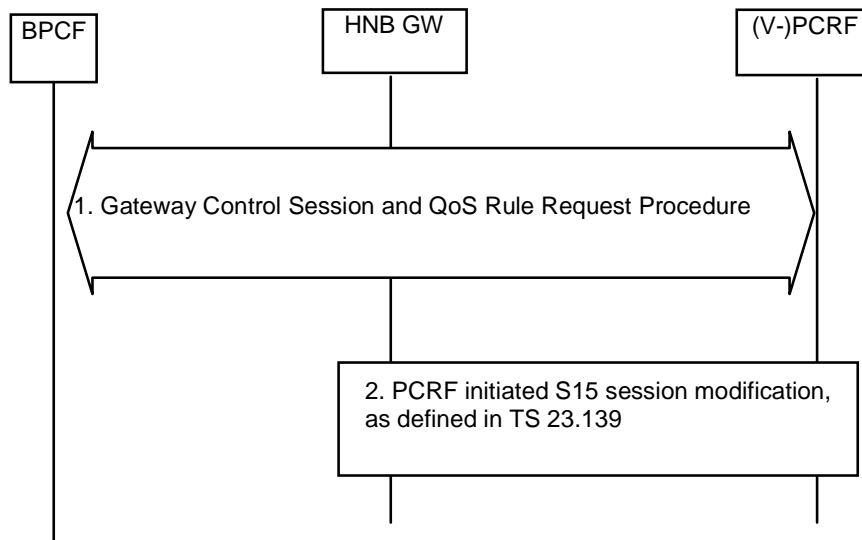 BPCF
HNB GW
(V-)PCRF
1. Gateway Control Session and QoS Rule Request Procedure
2. PCRF initiated S15 session modification,
as defined in TS 23.139